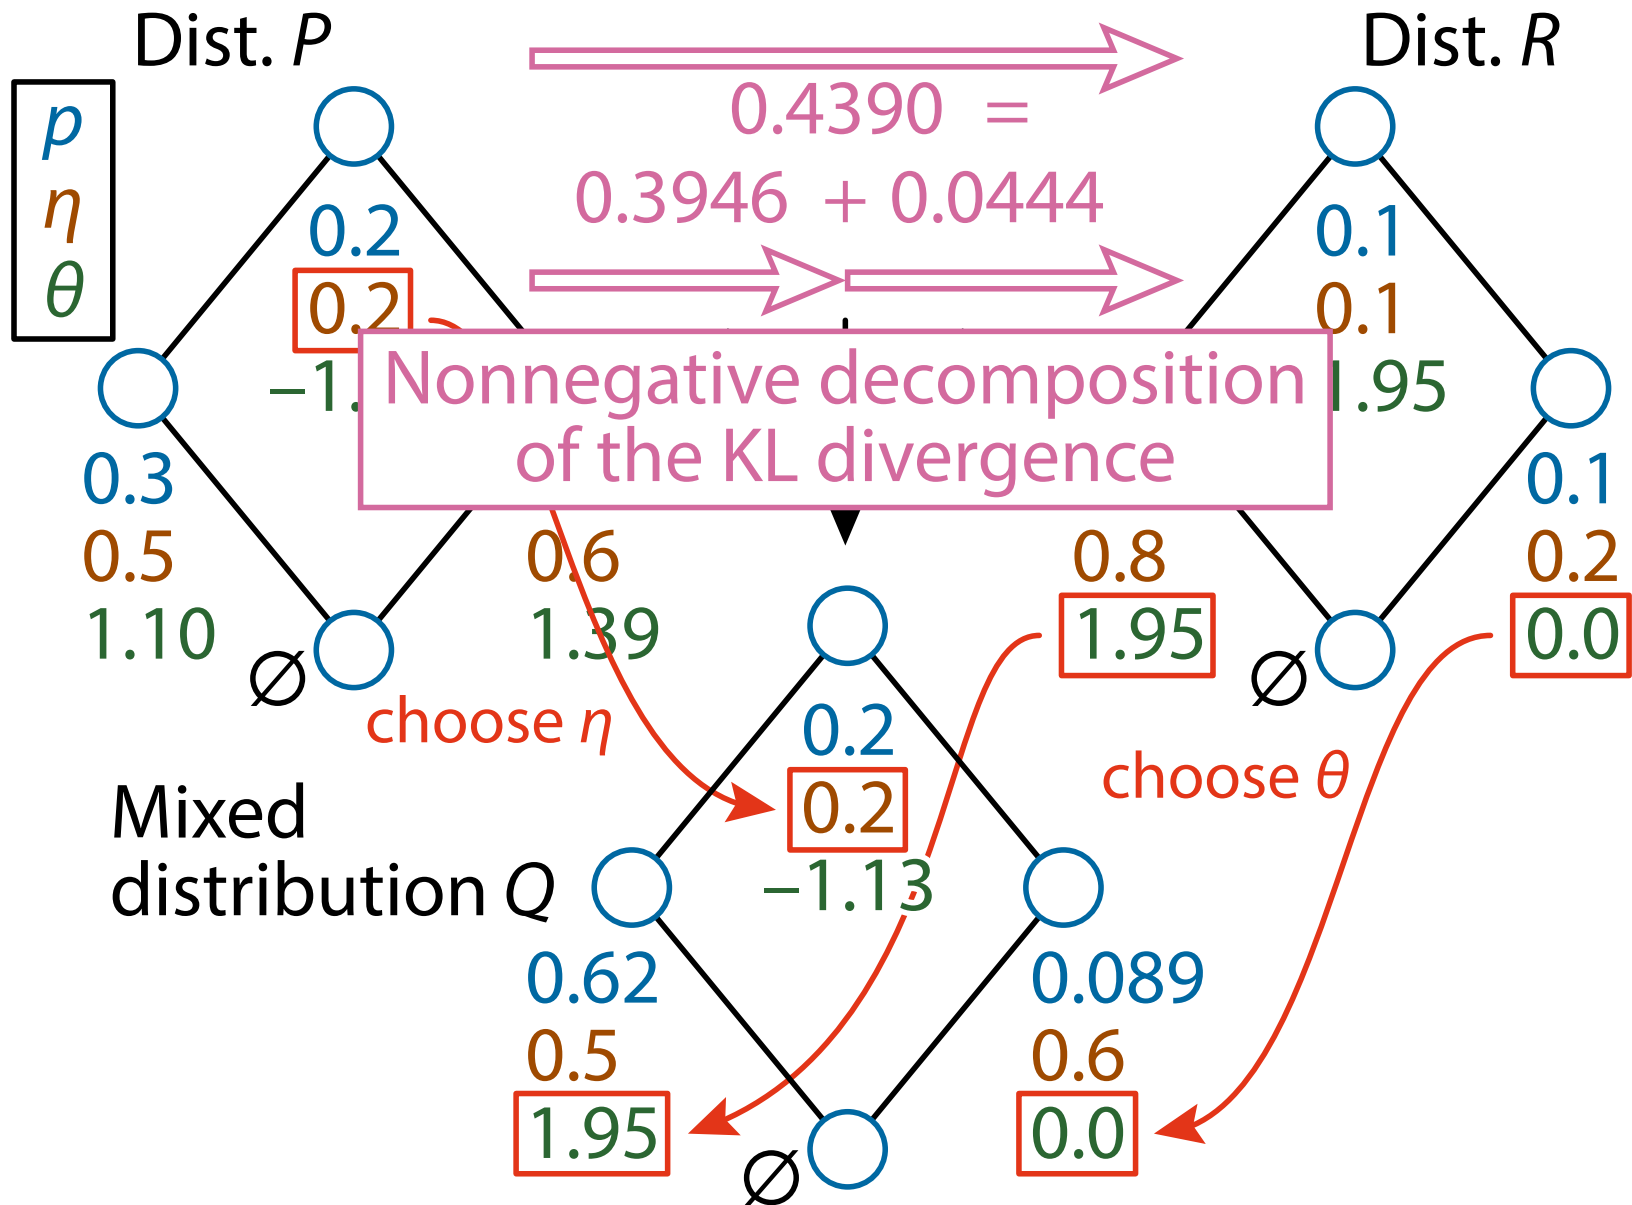 Dist. P
Dist. R
p
η
θ
0.4390 =
0.3946 + 0.0444
0.2
0.2
0.1
0.1
Nonnegative decomposition
of the KL divergence
–1.
.95
0.3
0.5
1.10
0.6
1.39
0.8
1.95
0.1
0.2
0.0
∅
∅
choose η
choose θ
Mixed
distribution Q
0.2
0.2
–1.13
0.62
0.5
1.95
0.089
0.6
0.0
∅